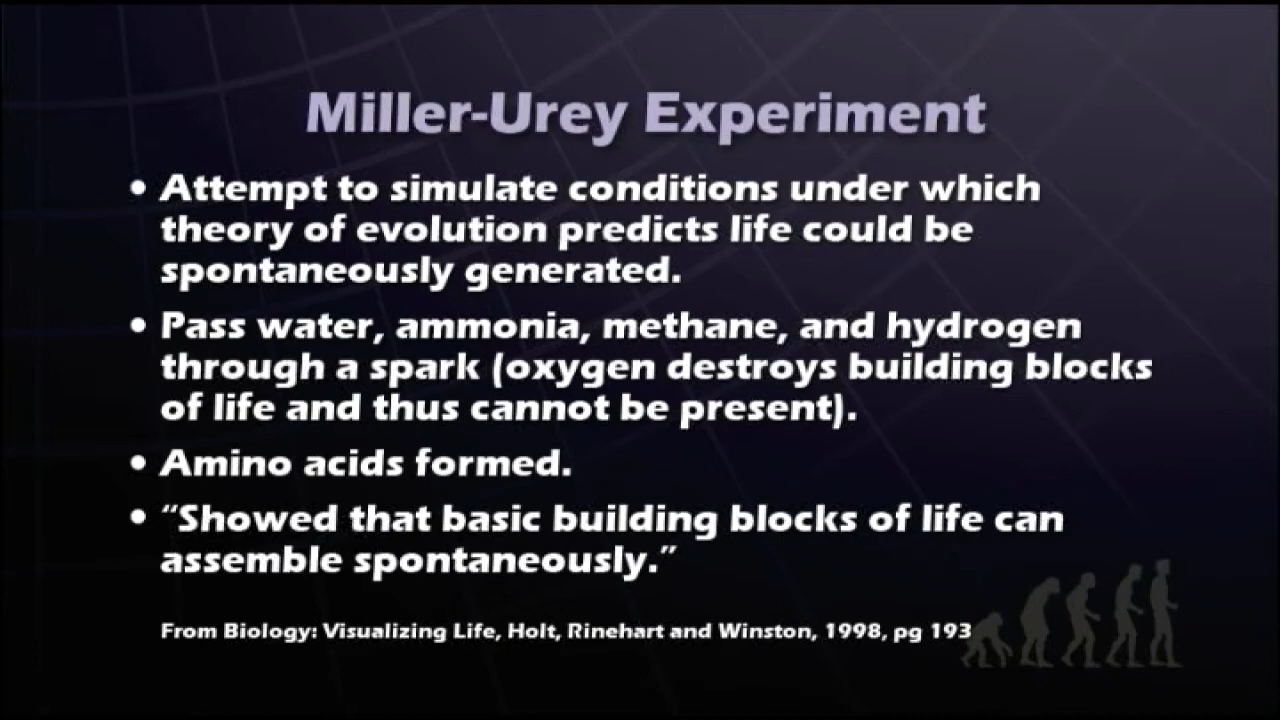 Miller-Urey Experiment
• Attempt to simulate conditions under which
theory of evolution predicts life could be
spontaneously generated.
• Pass water, ammonia, methane, and hydrogen
through a spark (oxygen destroys building blocks
of life and thus cannot be present).
• Amino acids formed.
• “Showed that basic building blocks of life can
assemble spontaneously.”
From Biology: Visualizing Life, Holt, Rinehart and Winston, 1998, pg 193